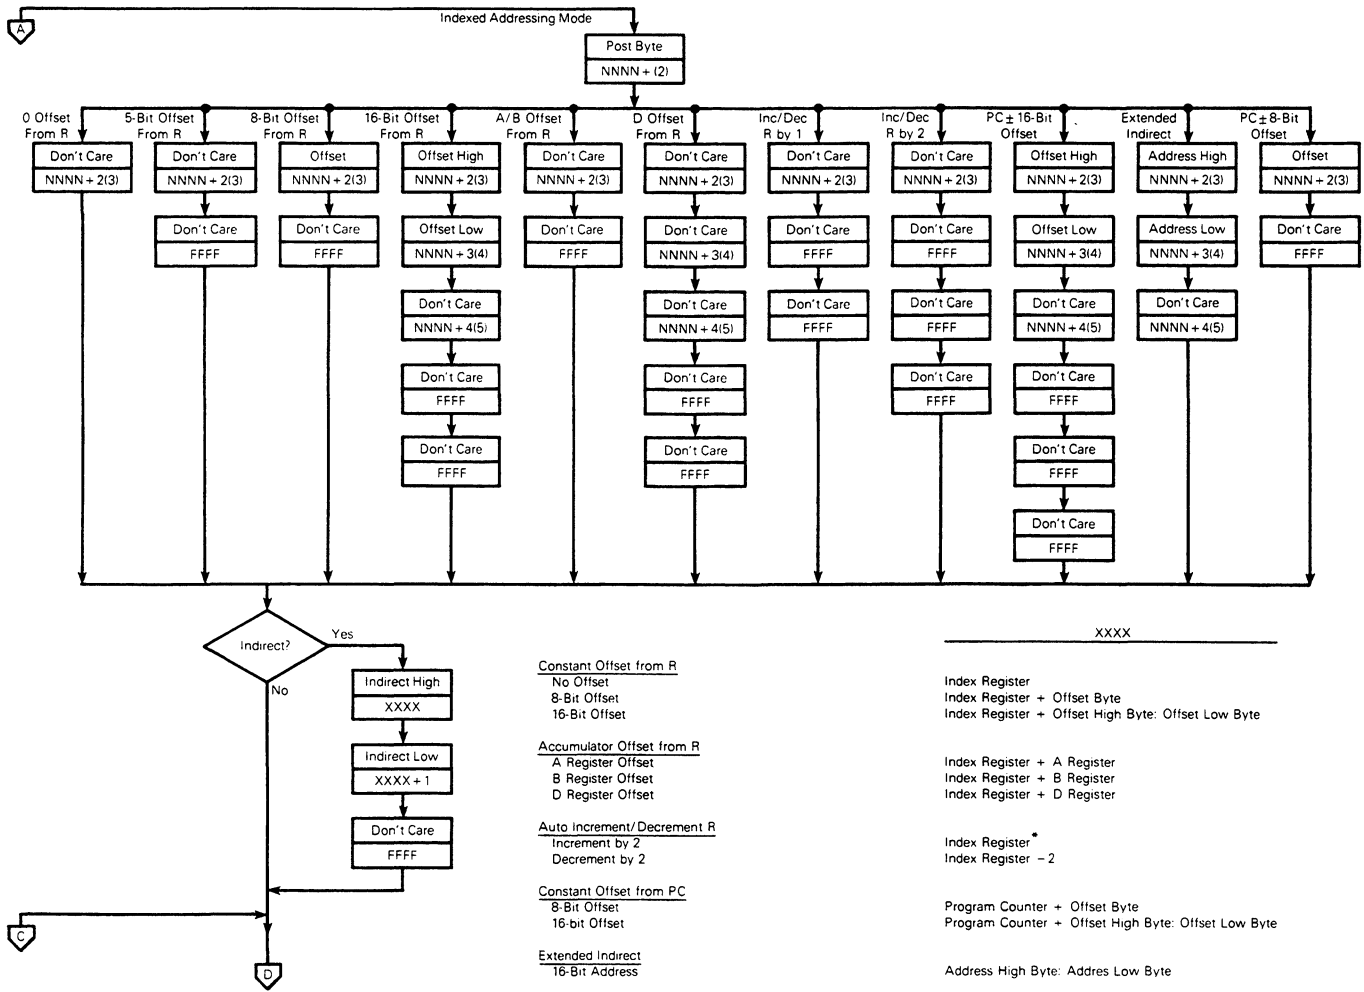 A
Indexed Addressing Mode
Post Byte
NNNN + (2)
0 Offset From R
5-Bit Offset From R
8-Bit Offset From R
16-Bit Offset From R
A/B Offset From R
D Offset From R
Inc/Dec R by 1
Inc/Dec R by 2
PC ± 16-Bit Offset
Extended Indirect
PC ± 8-Bit Offset
Don't Care
NNNN + 2(3)
Don't Care
NNNN + 2(3)
Offset
NNNN + 2(3)
Offset High
NNNN + 2(3)
Don't Care
NNNN + 2(3)
Don't Care
NNNN + 2(3)
Don't Care
NNNN + 2(3)
Don't Care
NNNN + 2(3)
Offset High
NNNN + 2(3)
Address High
NNNN + 2(3)
Offset
NNNN + 2(3)
Don't Care
FFFF
Don't Care
FFFF
Offset Low
NNNN + 3(4)
Don't Care
FFFF
Don't Care
NNNN + 3(4)
Don't Care
FFFF
Don't Care
FFFF
Offset Low
NNNN + 3(4)
Address Low
NNNN + 3(4)
Don't Care
FFFF
Don't Care
NNNN + 4(5)
Don't Care
NNNN + 4(5)
Don't Care
FFFF
Don't Care
FFFF
Don't Care
NNNN + 4(5)
Don't Care
NNNN + 4(5)
Don't Care
FFFF
Don't Care
FFFF
Don't Care
FFFF
Don't Care
FFFF
Don't Care
FFFF
Don't Care
FFFF
Don't Care
FFFF
Don't Care
FFFF
Indirect?
Yes
No
Indirect High
XXXX
Indirect Low
XXXX + 1
Don't Care
FFFF
C
D
XXXX
Constant Offset from R
No Offset Index Register
8-Bit Offset Index Register + Offset Byte
16-Bit Offset Index Register + Offset High Byte: Offset Low Byte
Accumulator Offset from R
A Register Offset Index Register + A Register
B Register Offset Index Register + B Register
D Register Offset Index Register + D Register
Auto Increment/Decrement R
Increment by 2 Index Register*
Decrement by 2 Index Register - 2
Constant Offset from PC
8-Bit Offset Program Counter + Offset Byte
16-bit Offset Program Counter + Offset High Byte: Offset Low Byte
Extended Indirect
16-Bit Address Address High Byte: Addres Low Byte